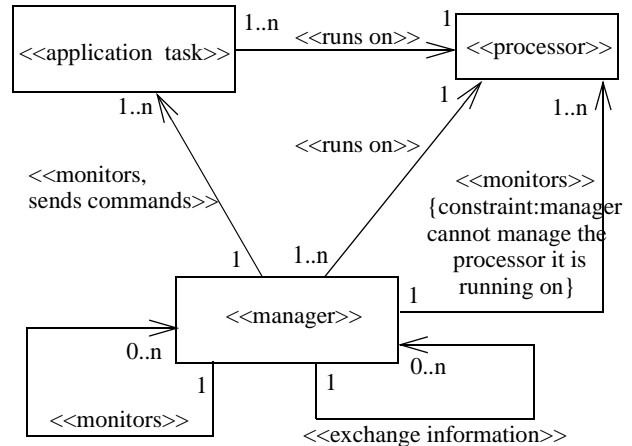 1..n
1
<<runs on>>
<<application task>>
<<processor>>
1..n
1
1..n
<<runs on>>
<<monitors,
sends commands>>
<<monitors>>
{constraint:manager
cannot manage the
processor it is
running on}
1
1..n
1
<<manager>>
0..n
1
1
0..n
<<monitors>>
<<exchange information>>